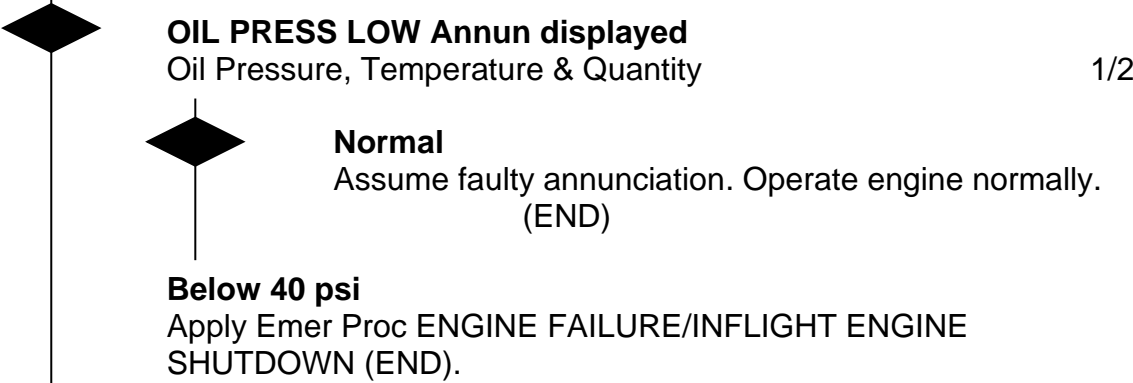 OIL PRESS LOW Annun displayed
Oil Pressure, Temperature & Quantity 1/2
Normal
Assume faulty annunciation. Operate engine normally.
(END)
Below 40 psi
Apply Emer Proc ENGINE FAILURE/INFLIGHT ENGINE
SHUTDOWN (END).